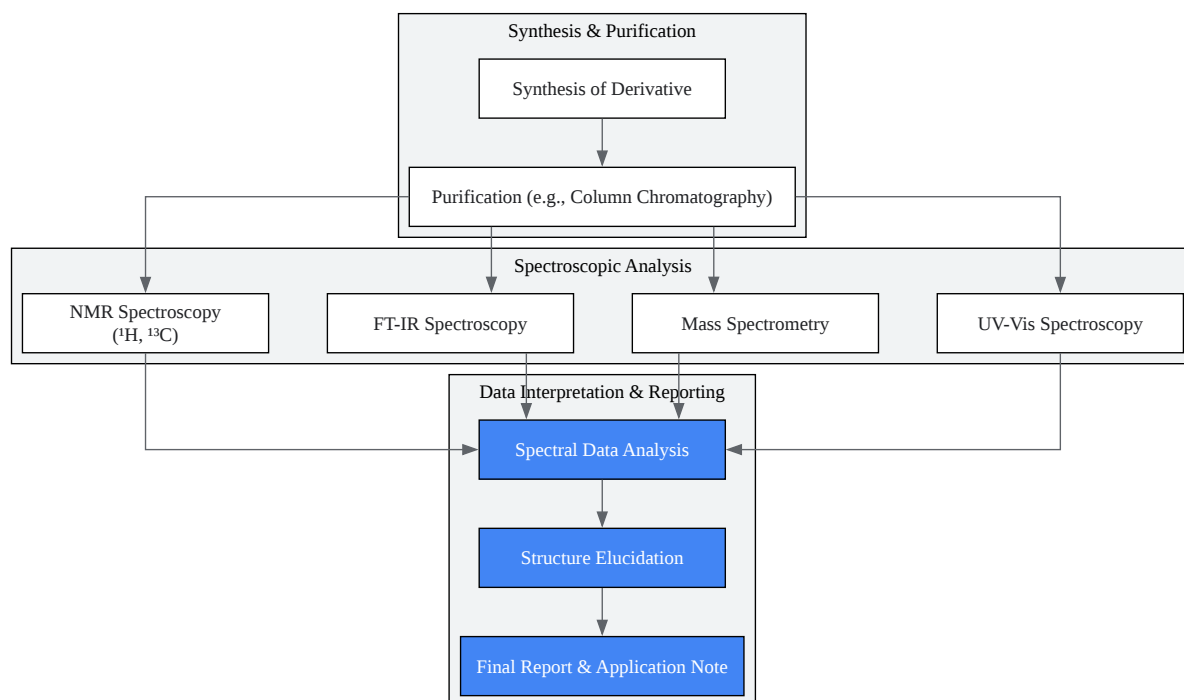 Synthesis & Purification
Synthesis of Derivative
Purification (e.g., Column Chromatography)
Spectroscopic Analysis
NMR Spectroscopy
(¹H, ¹³C)
FT-IR Spectroscopy
Mass Spectrometry
UV-Vis Spectroscopy
Data Interpretation & Reporting
Spectral Data Analysis
Structure Elucidation
Final Report & Application Note